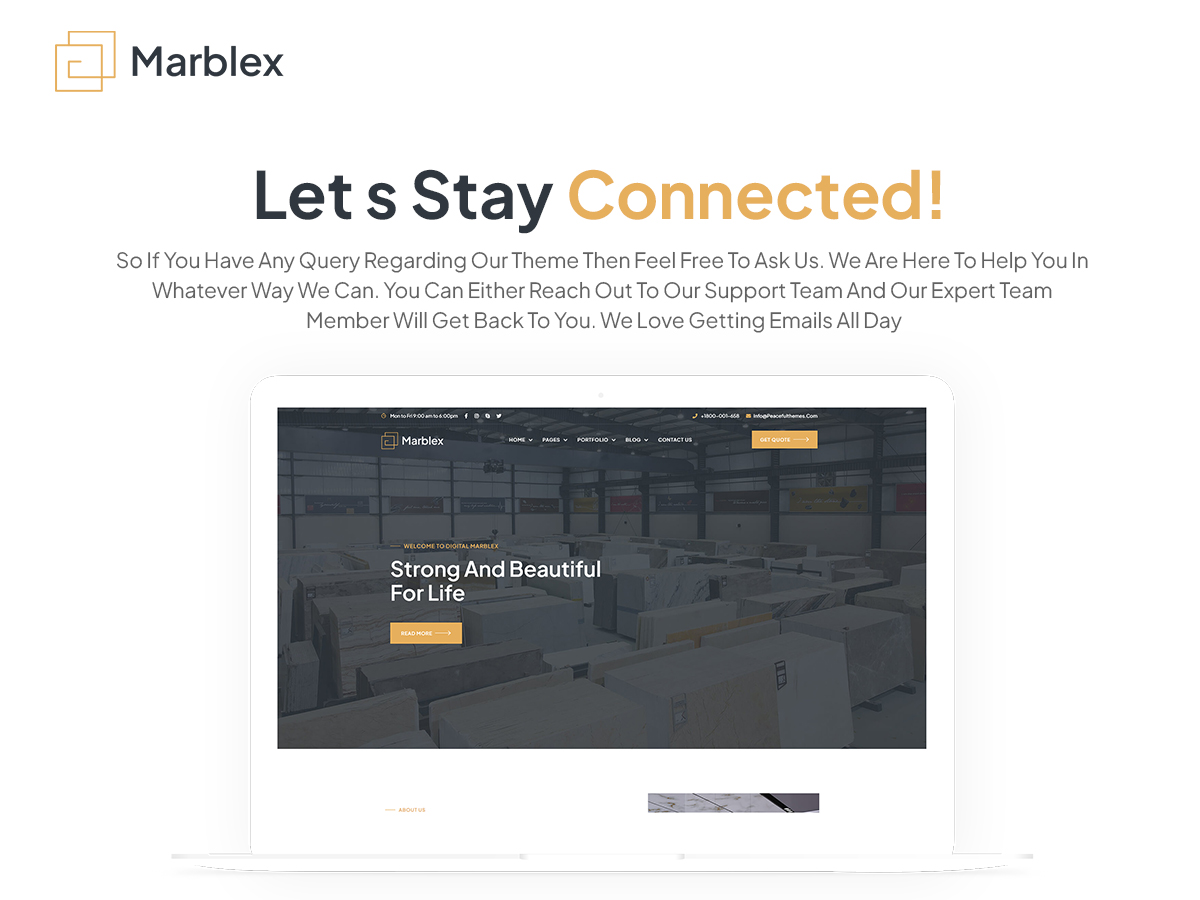 Marblex
Let s Stay Connected!
So If You Have Any Query Regarding Our Theme Then Feel Free To Ask Us. We Are Here To Help You In
Whatever Way We Can. You Can Either Reach Out To Our Support Team And Our Expert Team
Member Will Get Back To You. We Love Getting Emails All Day
Mon to Fri 9:00 am to 6:00pm +1800-001-658 Info@Peacefulthemes.Com
Marblex HOME PAGES PORTFOLIO BLOG CONTACT US GET QUOTE
WELCOME TO DIGITAL MARBLEX
Strong And Beautiful
For Life
READ MORE
ABOUT US